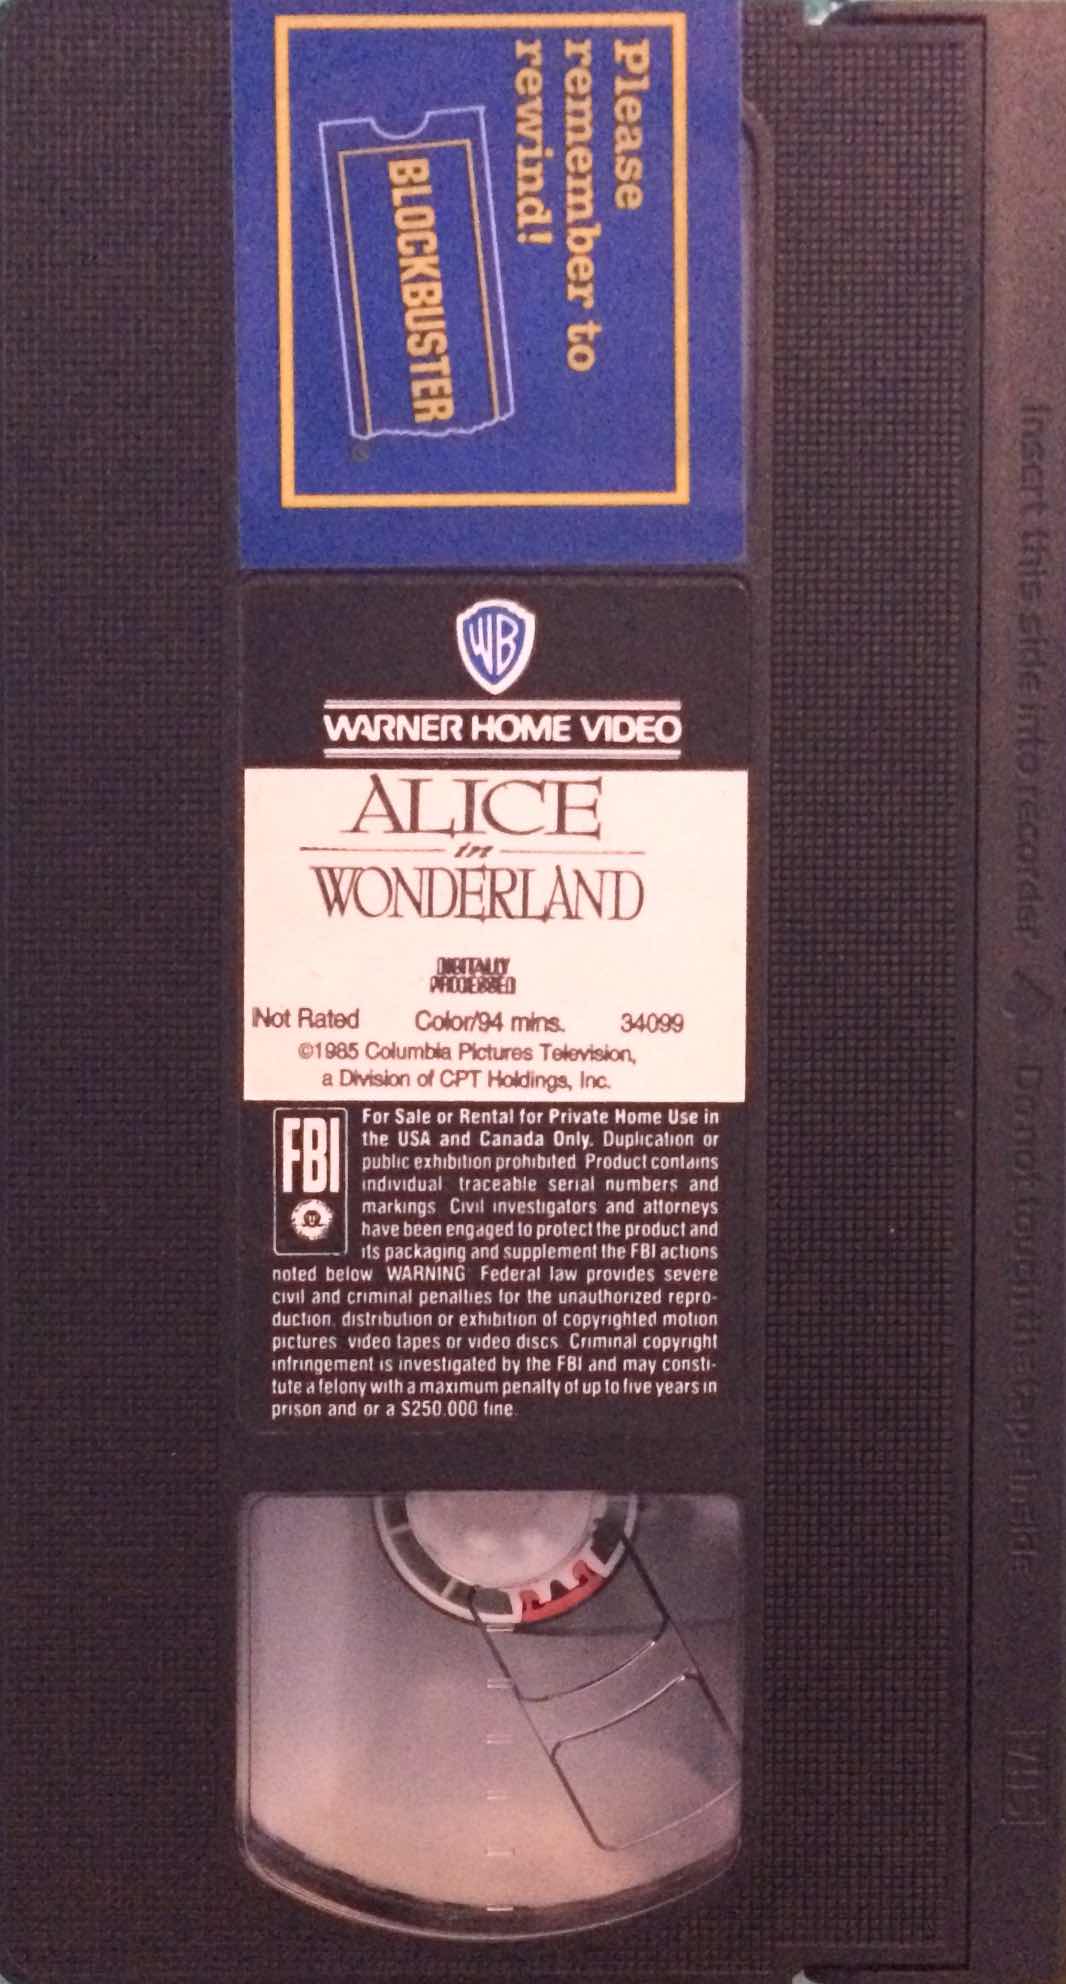 Please
remember to
rewind!
BLOCKBUSTER
®
WB
WARNER HOME VIDEO
ALICE
in
WONDERLAND
DIGITALLY
PROCESSED
Not Rated Color/94 mins. 34099
©1985 Columbia Pictures Television,
a Division of CPT Holdings, Inc.
FBI
For Sale or Rental for Private Home Use in
the USA and Canada Only. Duplication or
public exhibition prohibited. Product contains
individual traceable serial numbers and
markings. Civil investigators and attorneys
have been engaged to protect the product and
its packaging and supplement the FBI actions
noted below WARNING Federal law provides severe
civil and criminal penalties for the unauthorized repro-
duction, distribution or exhibition of copyrighted motion
pictures video tapes or video discs. Criminal copyright
infringement is investigated by the FBI and may consti-
tute a felony with a maximum penalty of up to five years in
prison and or a $250.000 fine.
Insert this side into recorder Do not touch the tape inside
VHS